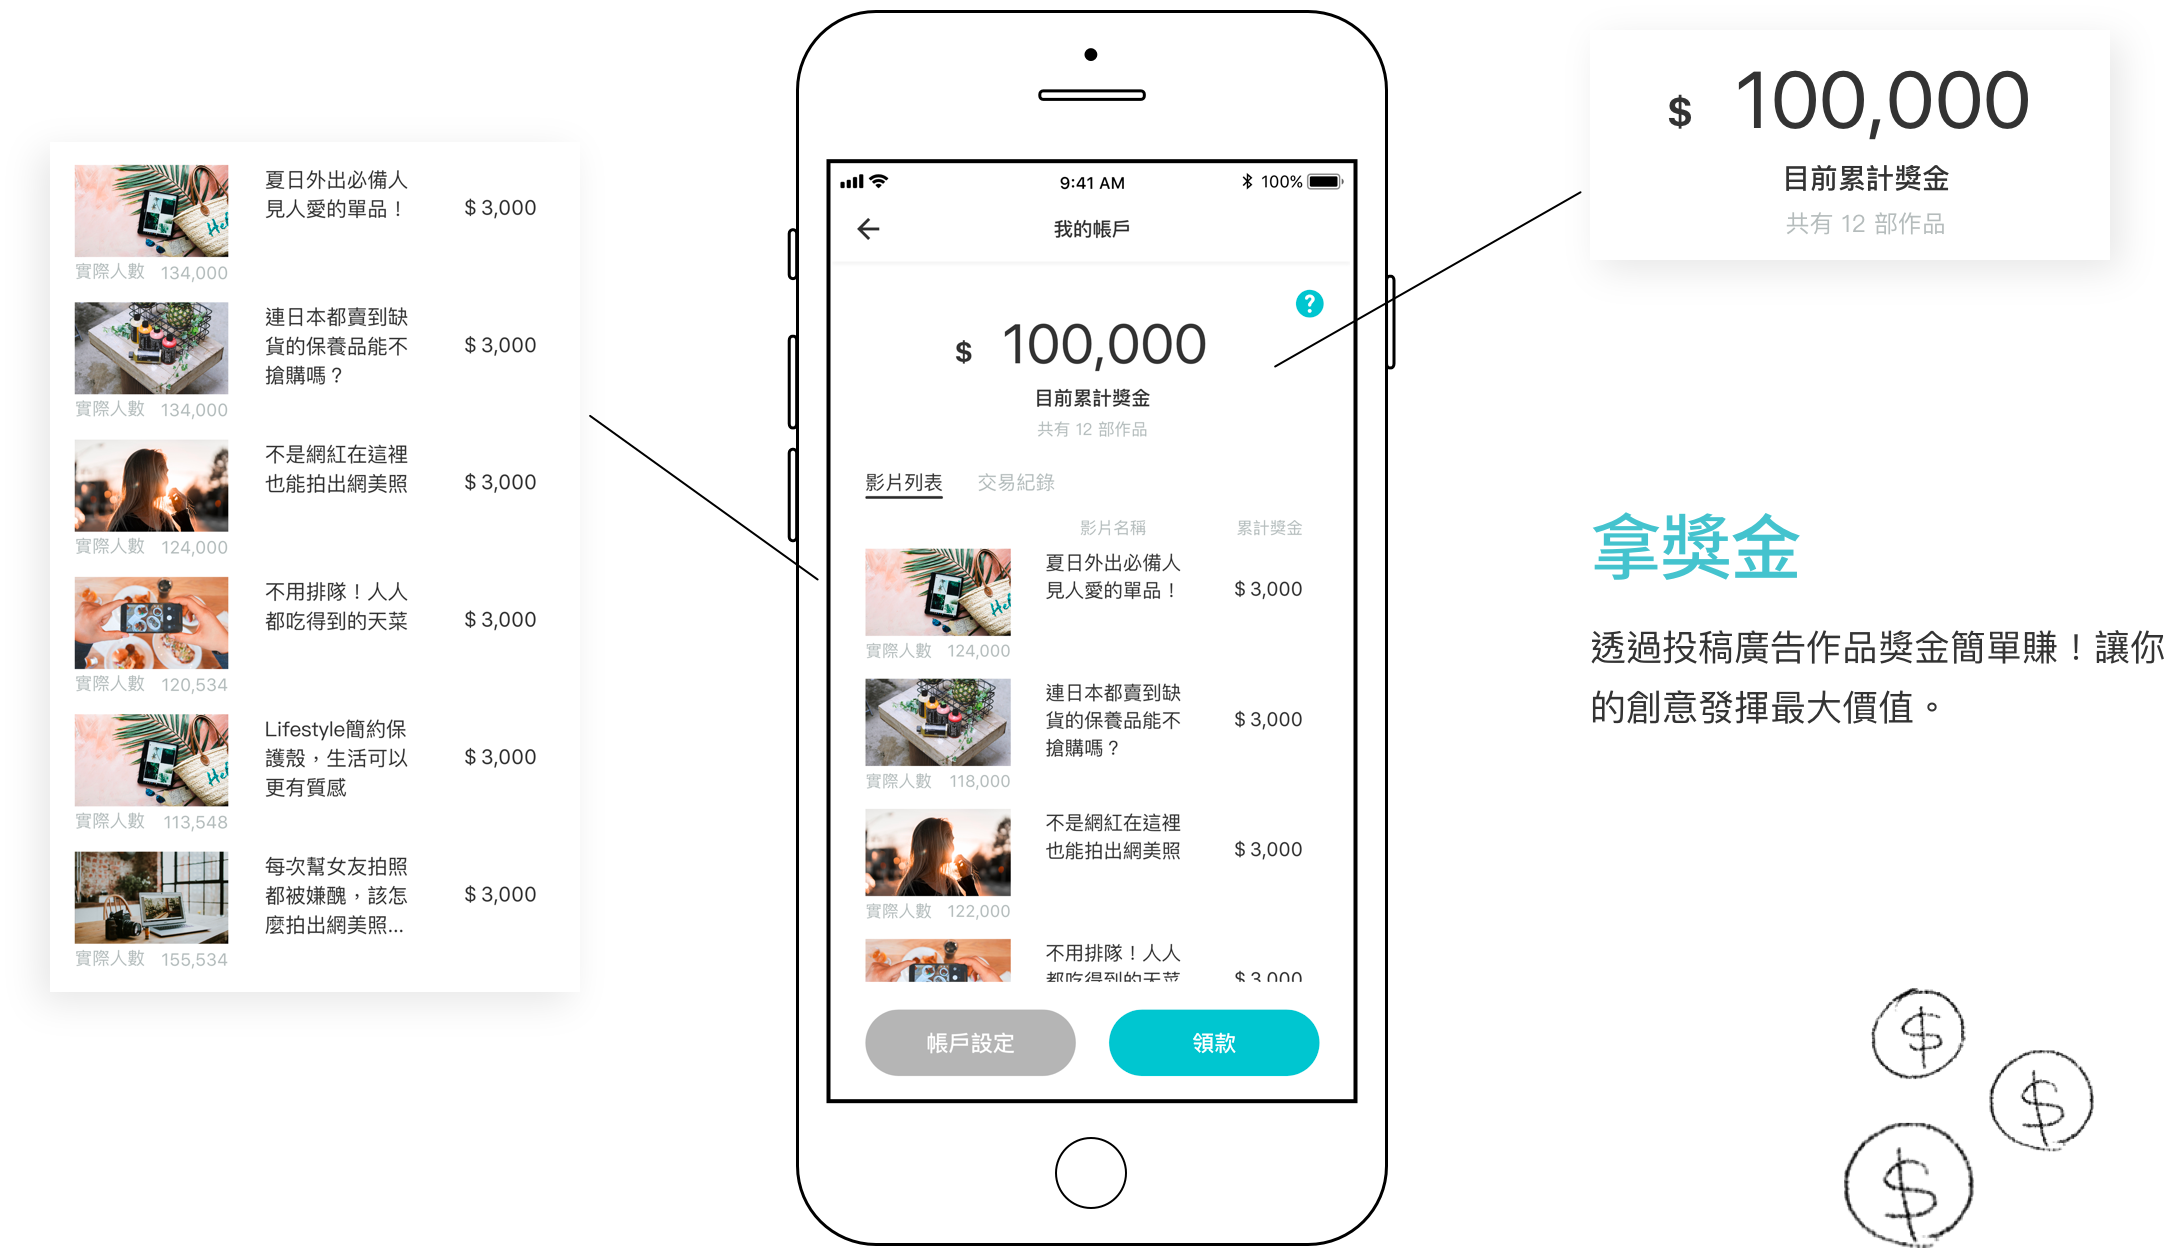 夏日外出必備人
見人愛的單品！
$ 3,000
實際人數 134,000
連日本都賣到缺
貨的保養品能不
搶購嗎？
$ 3,000
實際人數 134,000
不是網紅在這裡
也能拍出網美照
$ 3,000
實際人數 124,000
不用排隊！人人
都吃得到的天菜
$ 3,000
實際人數 120,534
Lifestyle簡約保
護殼，生活可以
更有質感
$ 3,000
實際人數 113,548
每次幫女友拍照
都被嫌醜，該怎
麼拍出網美照...
$ 3,000
實際人數 155,534
9:41 AM
100%
我的帳戶
?
$ 100,000
目前累計獎金
共有 12 部作品
影片列表 交易紀錄
影片名稱 累計獎金
夏日外出必備人
見人愛的單品！
$ 3,000
實際人數 124,000
連日本都賣到缺
貨的保養品能不
搶購嗎？
$ 3,000
實際人數 118,000
不是網紅在這裡
也能拍出網美照
$ 3,000
實際人數 122,000
不用排隊！人人
都吃得到的天菜
$ 3,000
帳戶設定 領款
$ 100,000
目前累計獎金
共有 12 部作品
拿獎金
透過投稿廣告作品獎金簡單賺！讓你
的創意發揮最大價值。
$
$
$